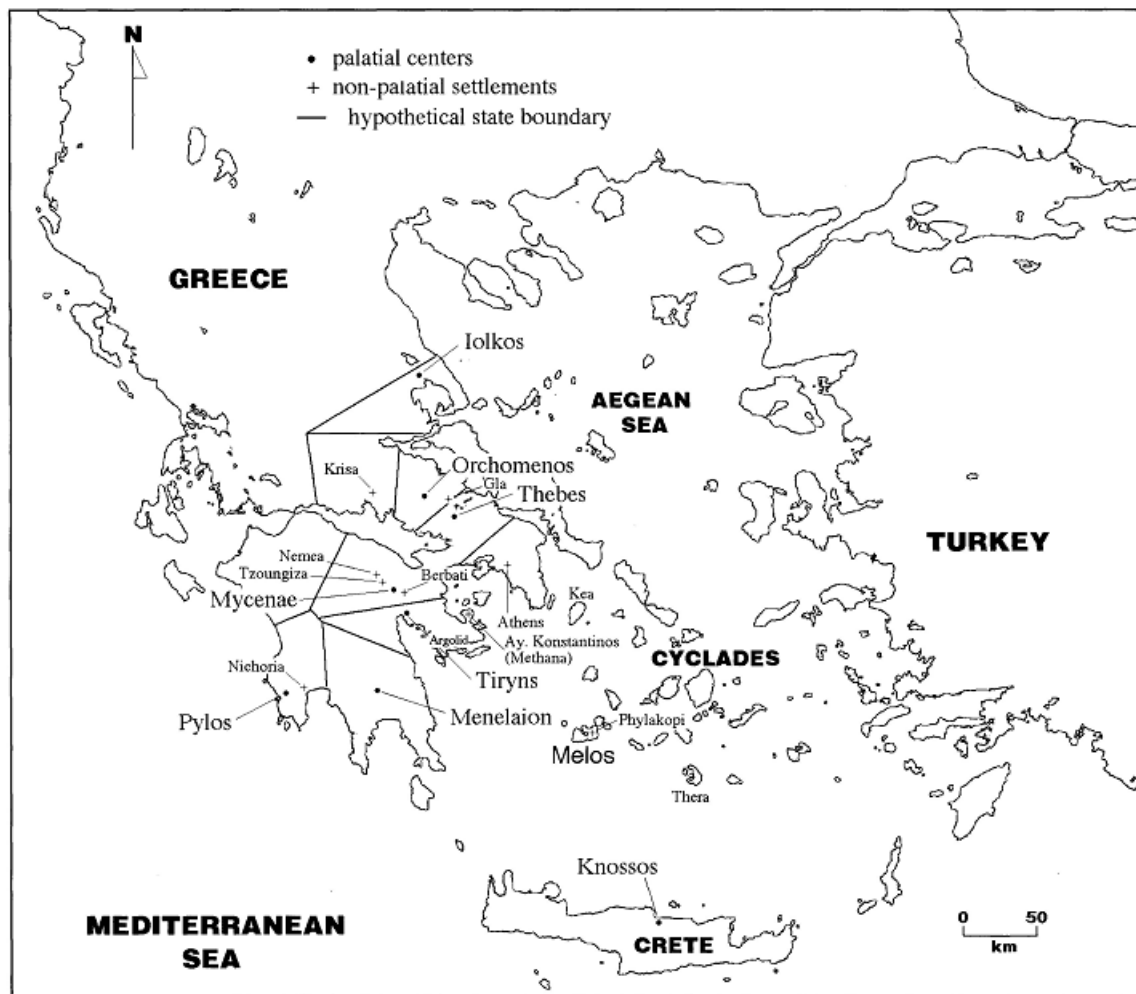 N
• palatial centers
+ non-palatial settlements
— hypothetical state boundary
GREECE
Iolkos
AEGEAN
SEA
Krisa
Orchomenos
Gla
Thebes
TURKEY
Nemea
Tzoungiza
Berbati
Mycenae
Kea
Athens
Argolid
Ay. Konstantinos
(Methana)
CYCLADES
Nichoria
Tiryns
Pylos
Menelaion
Phylakopi
Melos
Thera
Knossos
MEDITERRANEAN
SEA
CRETE
0 50
km